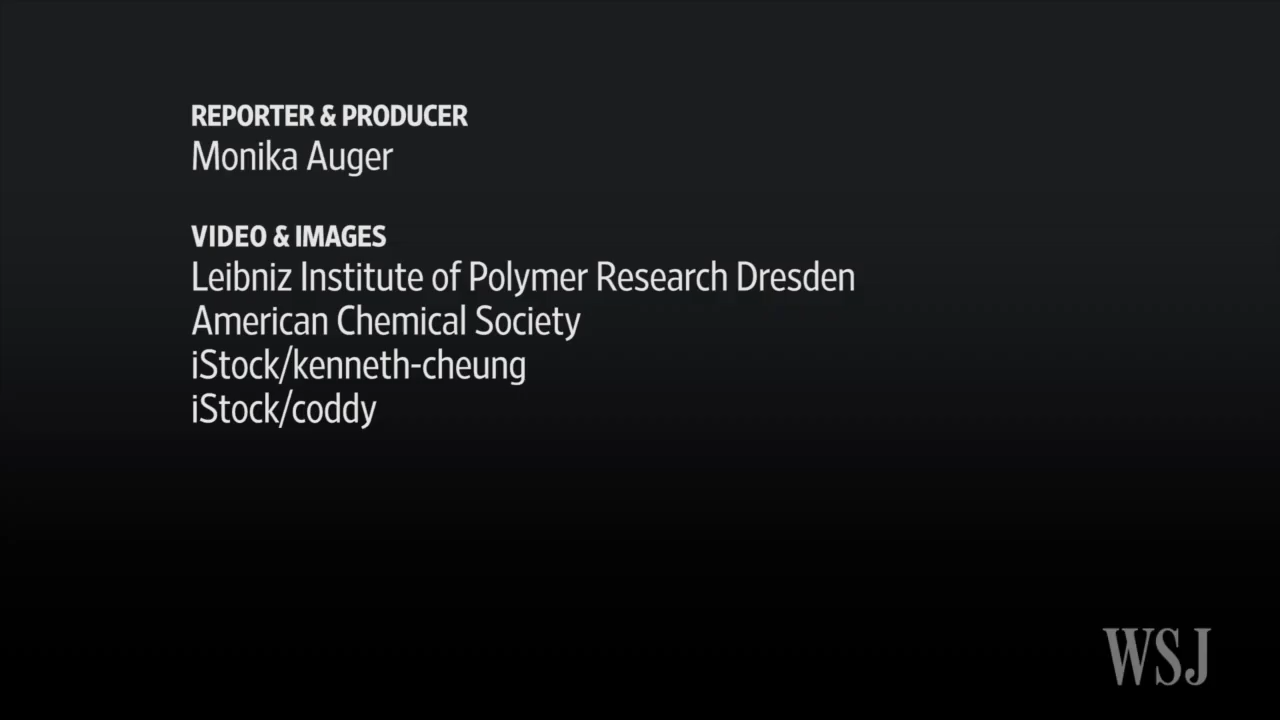 REPORTER & PRODUCER
Monika Auger
VIDEO & IMAGES
Leibniz Institute of Polymer Research Dresden
American Chemical Society
iStock/kenneth-cheung
iStock/coddy
WSJ